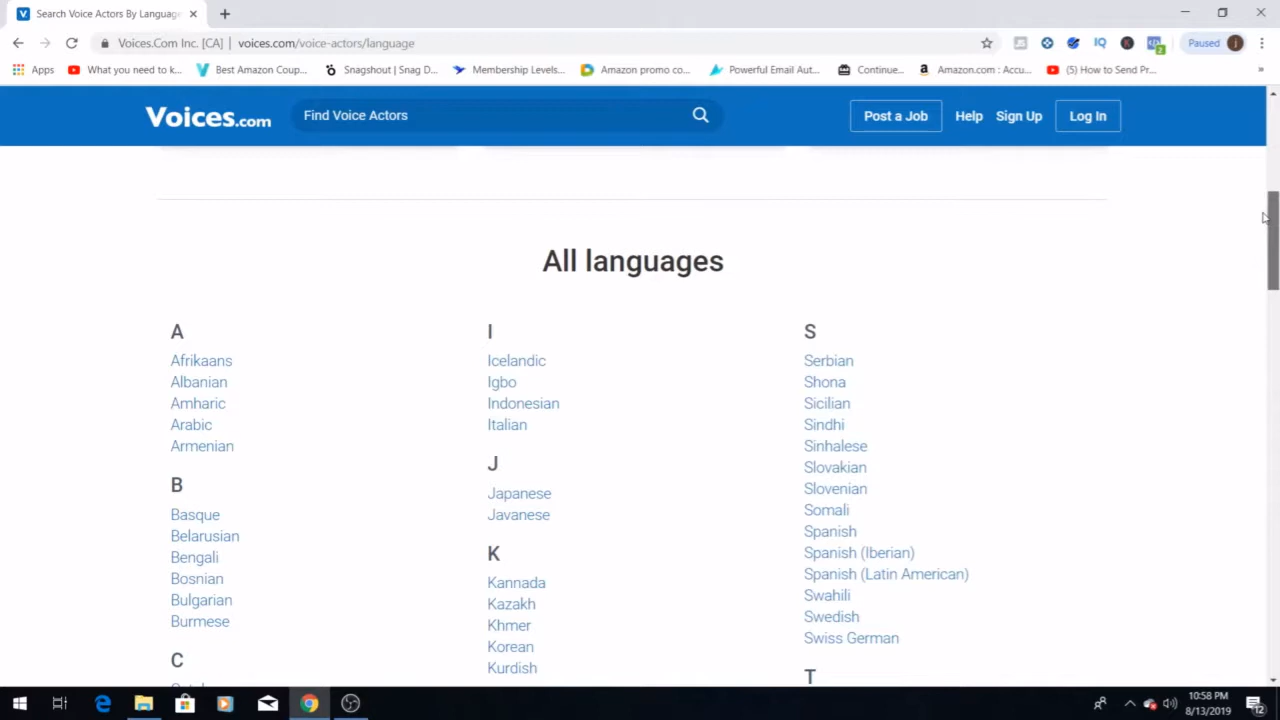 Search Voice Actors By Language
Voices.Com Inc. [CA] | voices.com/voice-actors/language
Paused
Apps
What you need to k...
Best Amazon Coup...
Snagshout | Snag D...
Membership Levels...
Amazon promo co...
Powerful Email Aut...
Continue...
Amazon.com : Accu...
(5) How to Send Pr...
Voices.com
Find Voice Actors
Post a Job
Help
Sign Up
Log In
All languages
A
Afrikaans
Albanian
Amharic
Arabic
Armenian
B
Basque
Belarusian
Bengali
Bosnian
Bulgarian
Burmese
C
I
Icelandic
Igbo
Indonesian
Italian
J
Japanese
Javanese
K
Kannada
Kazakh
Khmer
Korean
Kurdish
S
Serbian
Shona
Sicilian
Sindhi
Sinhalese
Slovakian
Slovenian
Somali
Spanish
Spanish (Iberian)
Spanish (Latin American)
Swahili
Swedish
Swiss German
T
10:58 PM
8/13/2019
12